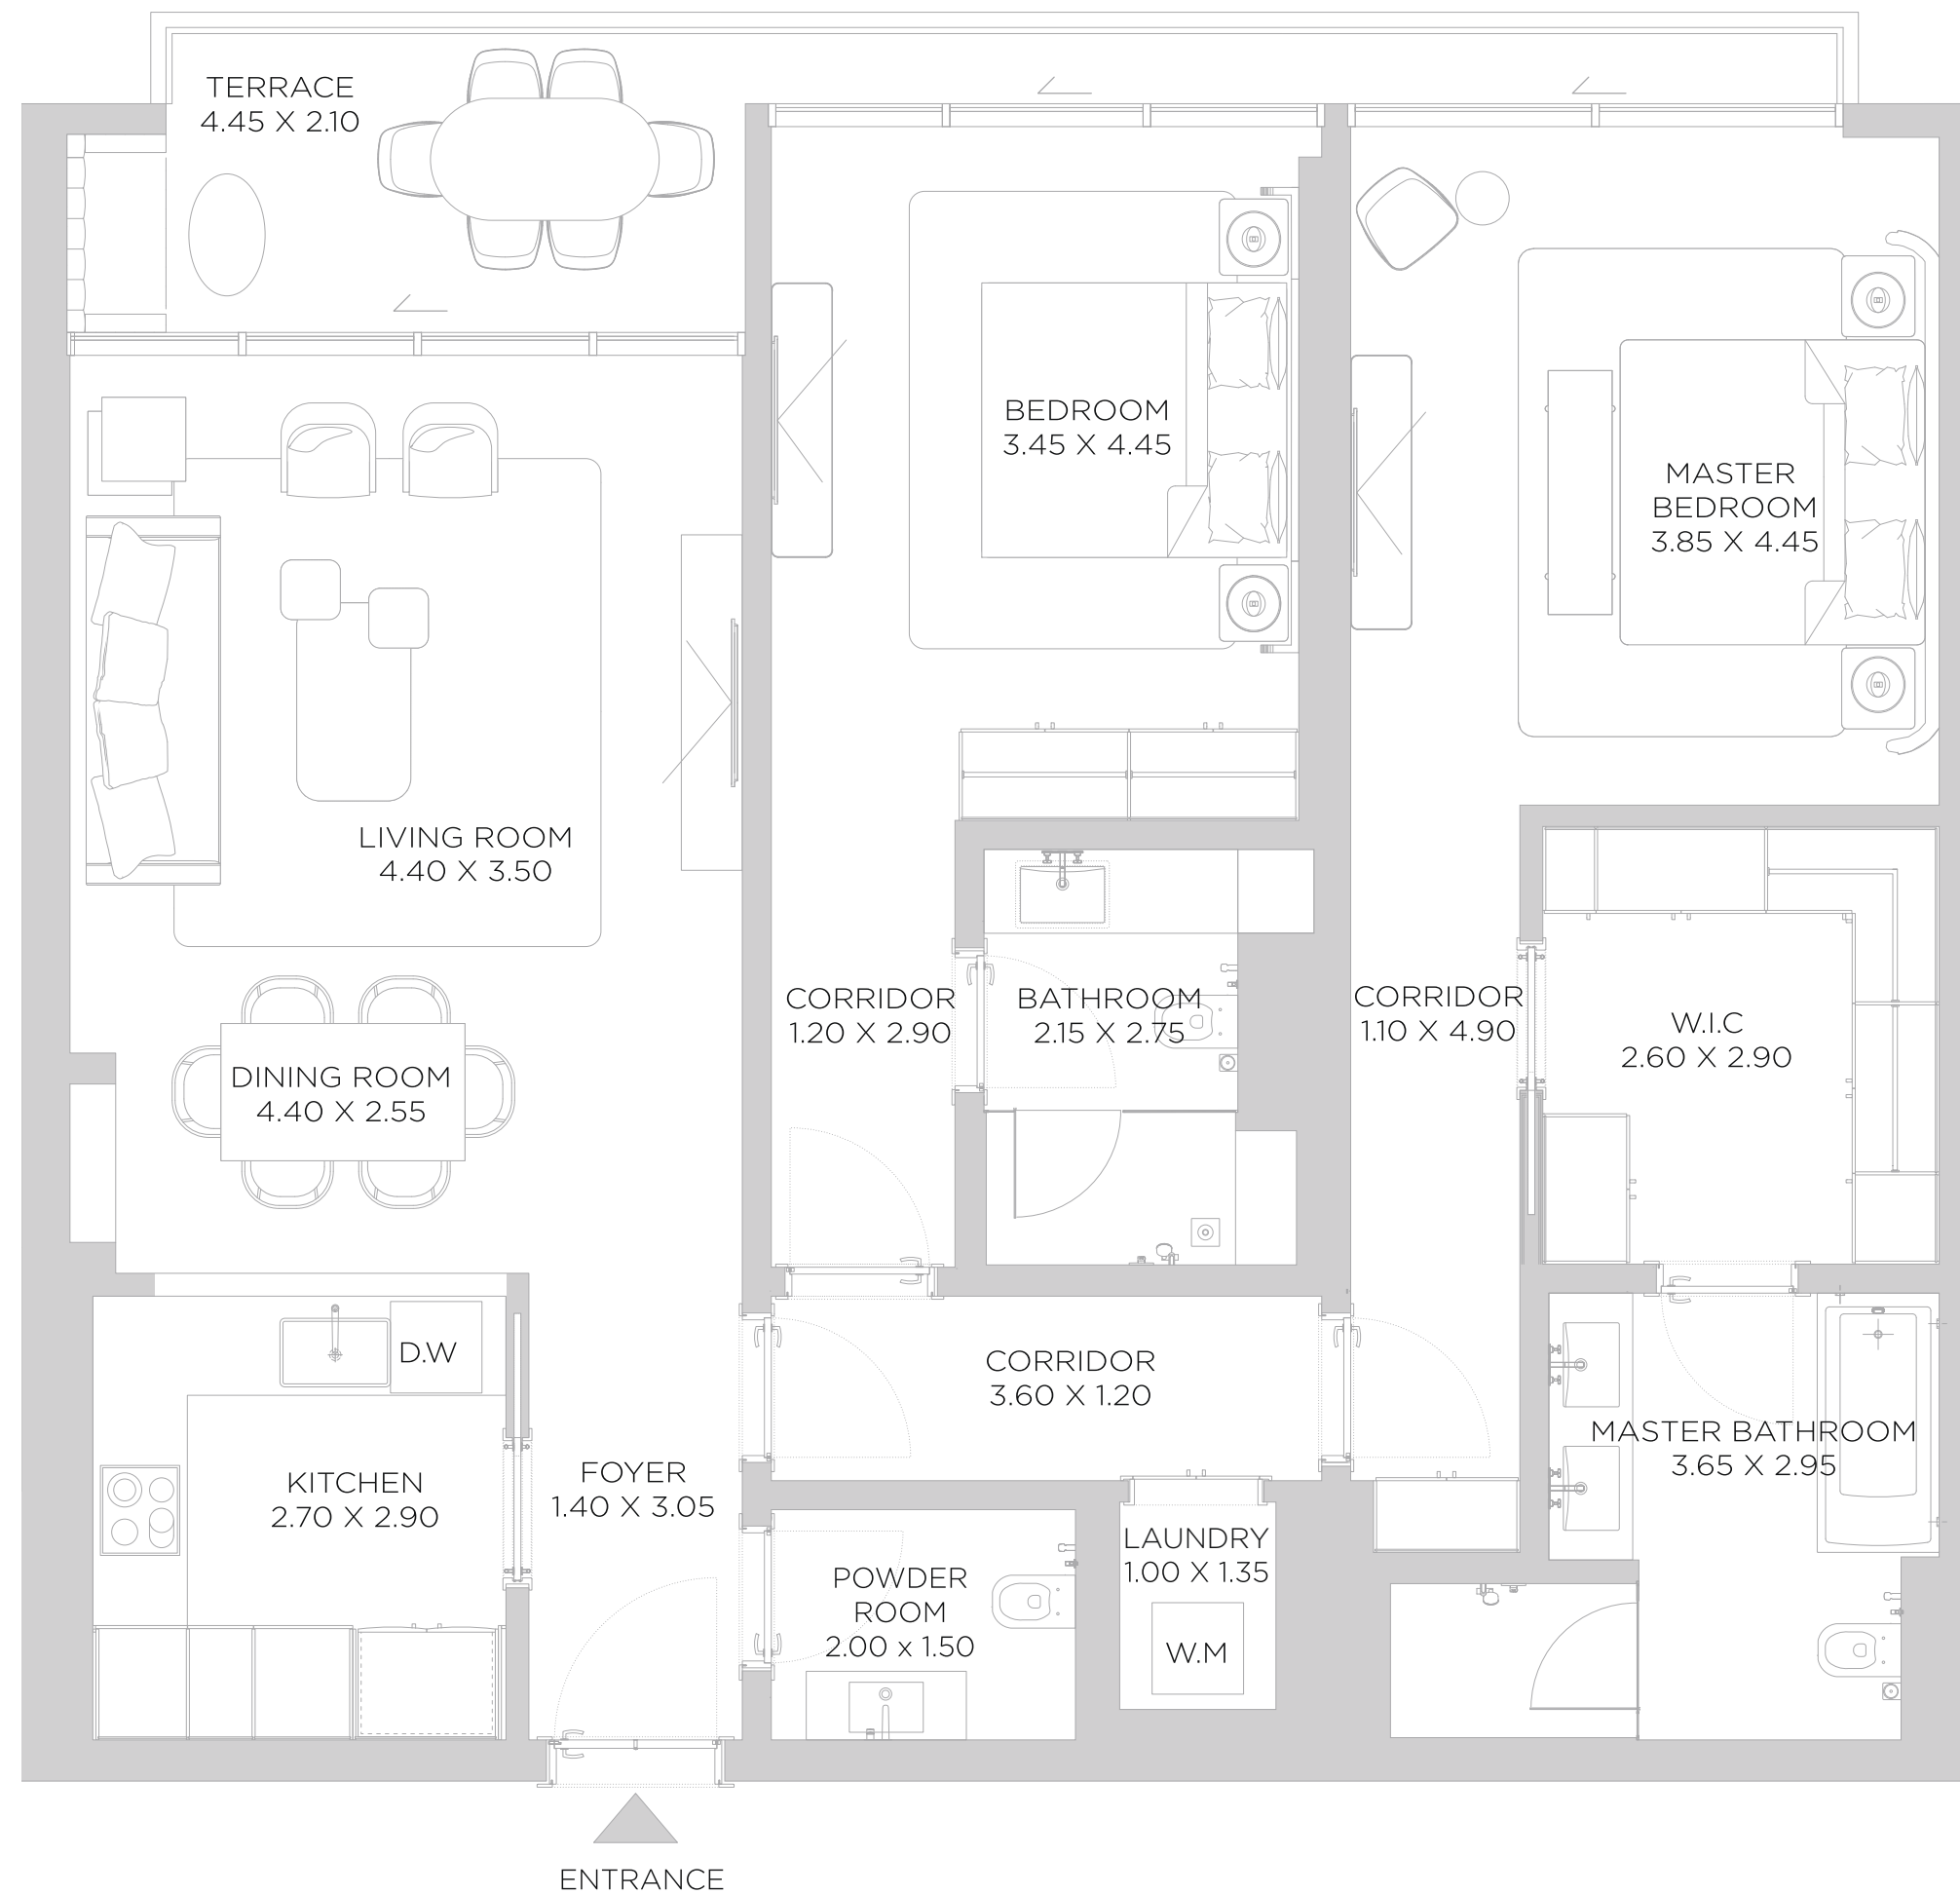 TERRACE
4.45 X 2.10
BEDROOM
3.45 X 4.45
MASTER
BEDROOM
3.85 X 4.45
LIVING ROOM
4.40 X 3.50
CORRIDOR
1.20 X 2.90
BATHROOM
2.15 X 2.75
CORRIDOR
1.10 X 4.90
W.I.C
2.60 X 2.90
DINING ROOM
4.40 X 2.55
D.W
CORRIDOR
3.60 X 1.20
MASTER BATHROOM
3.65 X 2.95
KITCHEN
2.70 X 2.90
FOYER
1.40 X 3.05
POWDER
ROOM
2.00 x 1.50
LAUNDRY
1.00 X 1.35
W.M
ENTRANCE